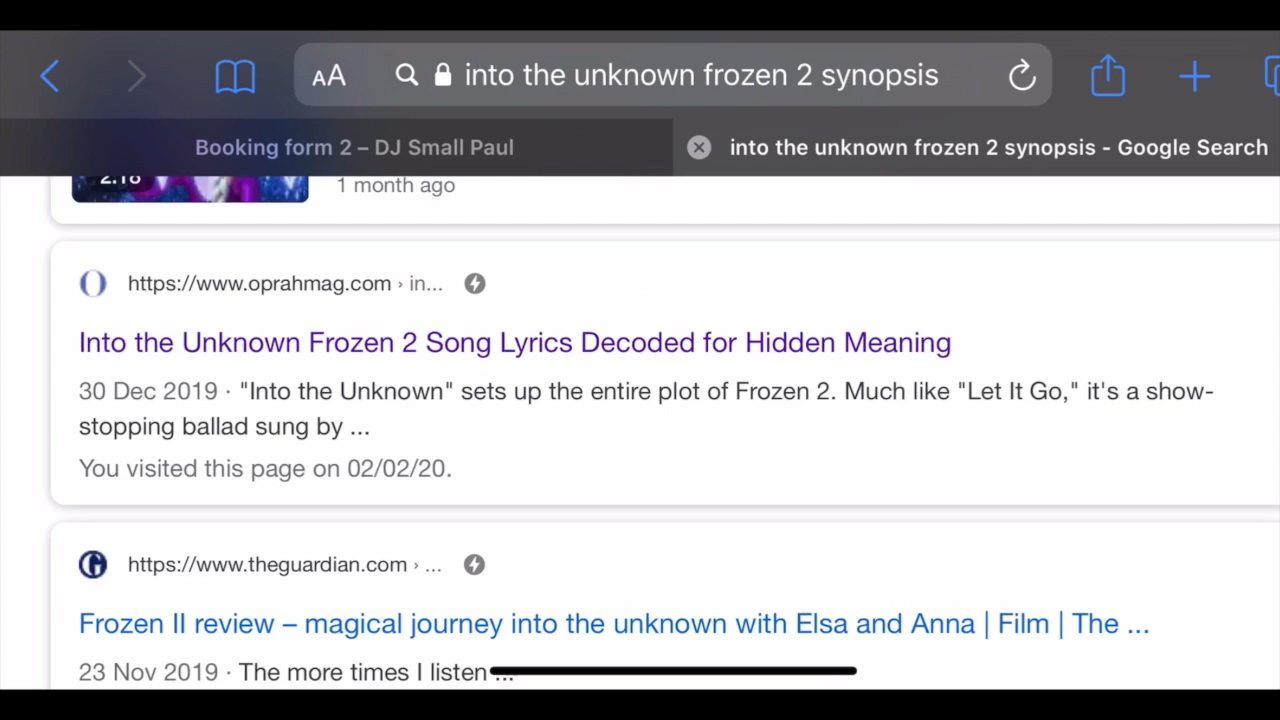 AA into the unknown frozen 2 synopsis
Booking form 2 – DJ Small Paul
into the unknown frozen 2 synopsis - Google Search
2:18
1 month ago
https://www.oprahmag.com › in...
Into the Unknown Frozen 2 Song Lyrics Decoded for Hidden Meaning
30 Dec 2019 · "Into the Unknown" sets up the entire plot of Frozen 2. Much like "Let It Go," it's a show-
stopping ballad sung by ...
You visited this page on 02/02/20.
https://www.theguardian.com › ...
Frozen II review – magical journey into the unknown with Elsa and Anna | Film | The ...
23 Nov 2019 · The more times I listen ...